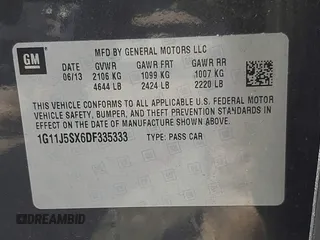 GM
MFD BY GENERAL MOTORS LLC
DATE GVWR GAWR FRT GAWR RR
06/13 2106 KG 1099 KG 1007 KG
4644 LB 2424 LB 2220 LB
THIS VEHICLE CONFORMS TO ALL APPLICABLE U.S. FEDERAL MOTOR
VEHICLE SAFETY, BUMPER, AND THEFT PREVENTION STANDARDS IN
EFFECT ON THE DATE OF MANUFACTURE SHOWN ABOVE.
1G11J5SX6DF335333 TYPE: PASS CAR
DREAMBID